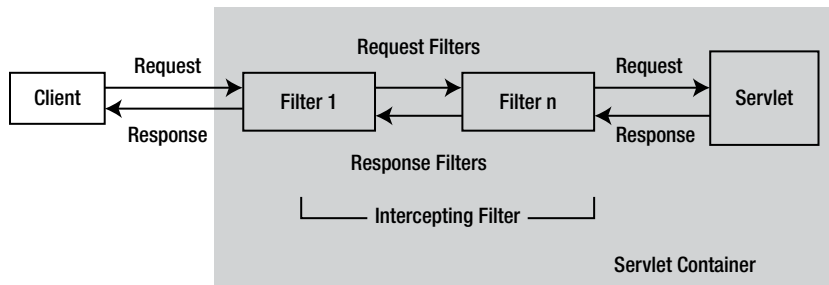 Request Filters
Request
Request
Client
Filter 1
Filter n
Servlet
Response
Response
Response Filters
Intercepting Filter
Servlet Container